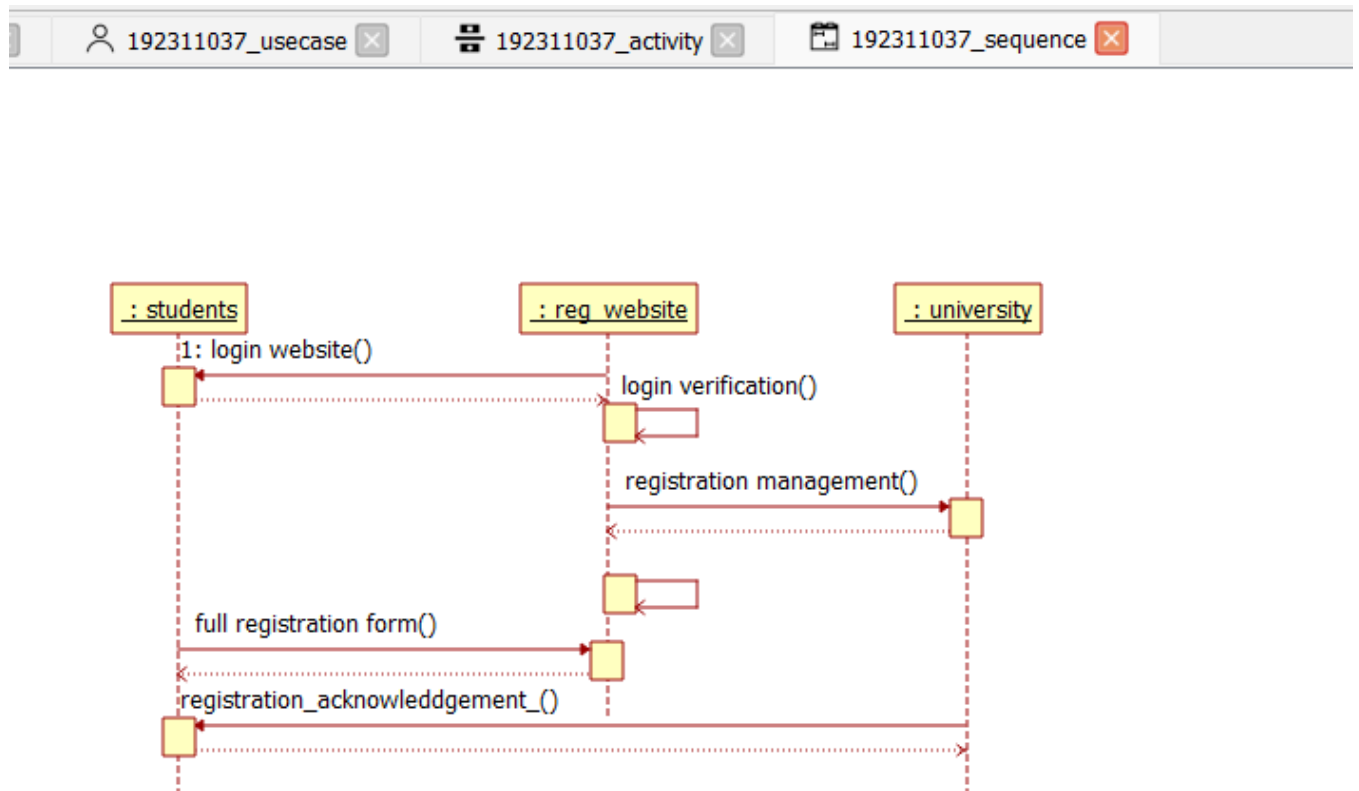 192311037_usecase 192311037_activity 192311037_sequence
: students : reg_website : university
1: login website()
login verification()
registration management()
full registration form()
registration_acknowleddgement_()